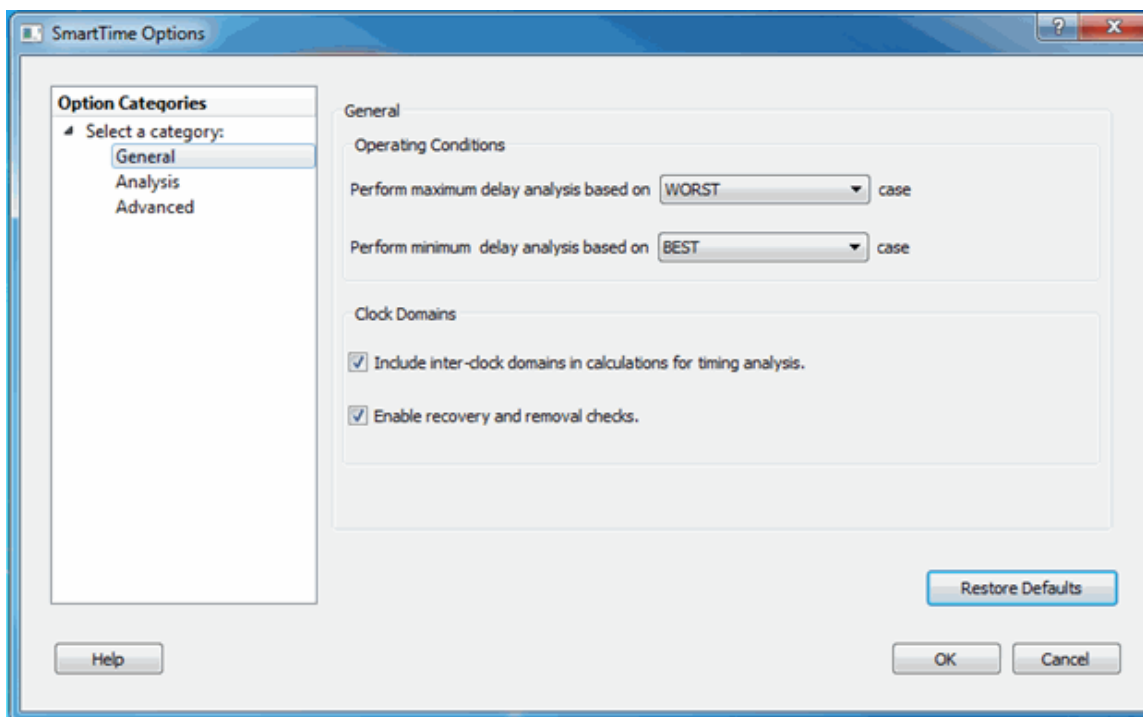 SmartTime Options
Option Categories
Select a category:
General
Analysis
Advanced
General
Operating Conditions
Perform maximum delay analysis based on WORST case
Perform minimum delay analysis based on BEST case
Clock Domains
Include inter-clock domains in calculations for timing analysis.
Enable recovery and removal checks.
Restore Defaults
Help OK Cancel